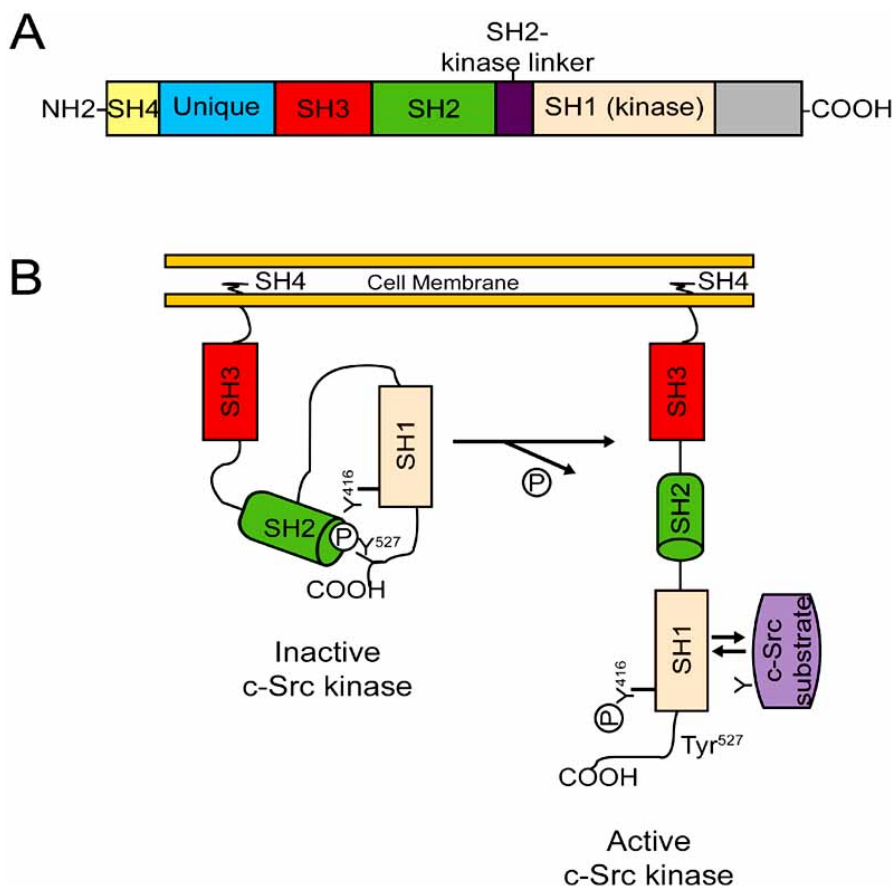 A
SH2-
kinase linker
NH2-
SH4
Unique
SH3
SH2
SH1 (kinase)
-COOH
B
SH4
Cell Membrane
SH4
SH3
SH1
Y416
SH2
P
Y527
COOH
P
Inactive
c-Src kinase
SH3
SH2
SH1
Y416
P
Y
c-Src
substrate
Tyr527
COOH
Active
c-Src kinase